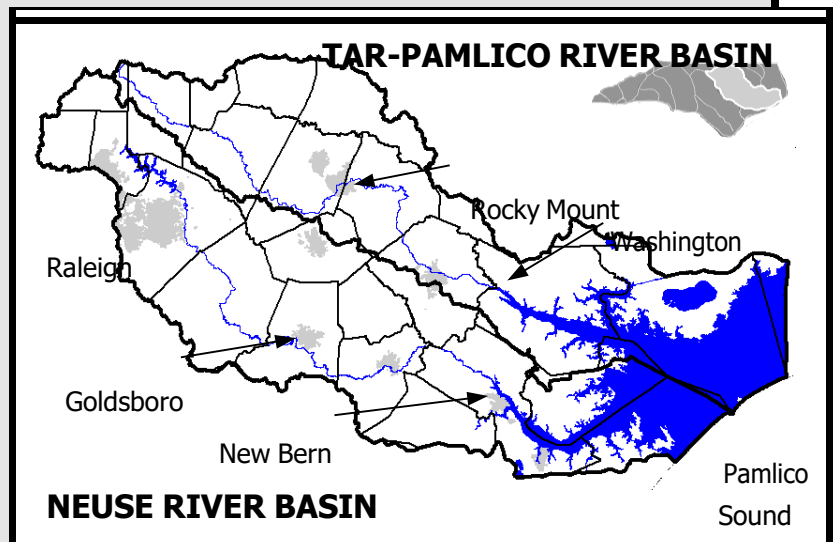 TAR-PAMLICO RIVER BASIN
Rocky Mount
Washington
Raleigh
Goldsboro
New Bern
Pamlico
Sound
NEUSE RIVER BASIN